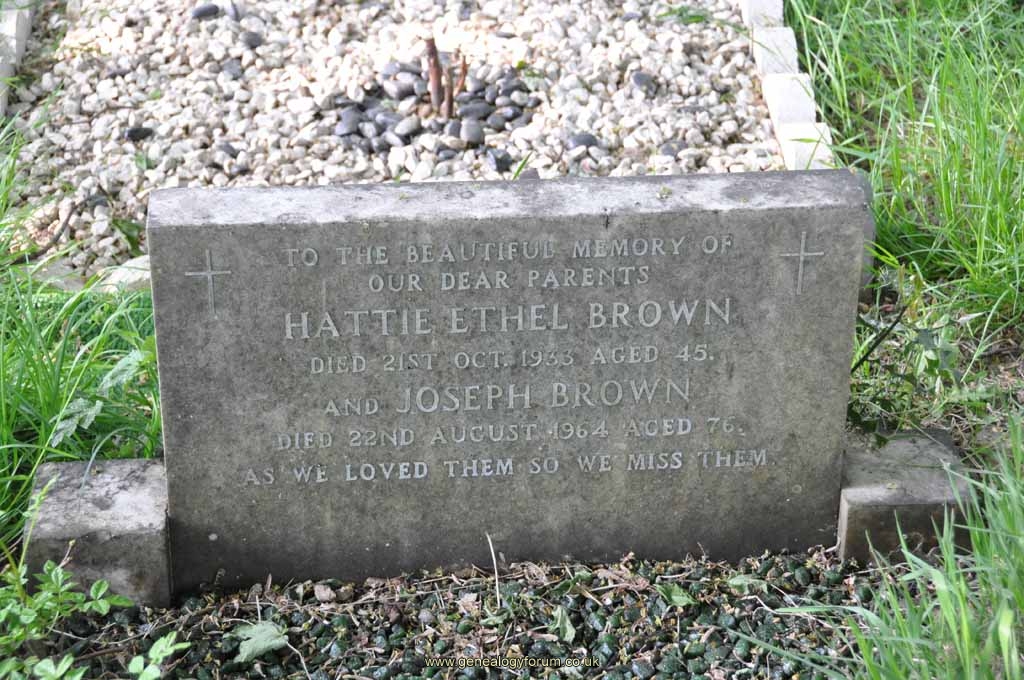 TO THE BEAUTIFUL MEMORY OF
OUR DEAR PARENTS
HATTIE ETHEL BROWN
DIED 21ST OCT. 1933 AGED 45.
AND JOSEPH BROWN
DIED 22ND AUGUST 1964 AGED 76.
AS WE LOVED THEM SO WE MISS THEM.
www.genealogyforum.co.uk